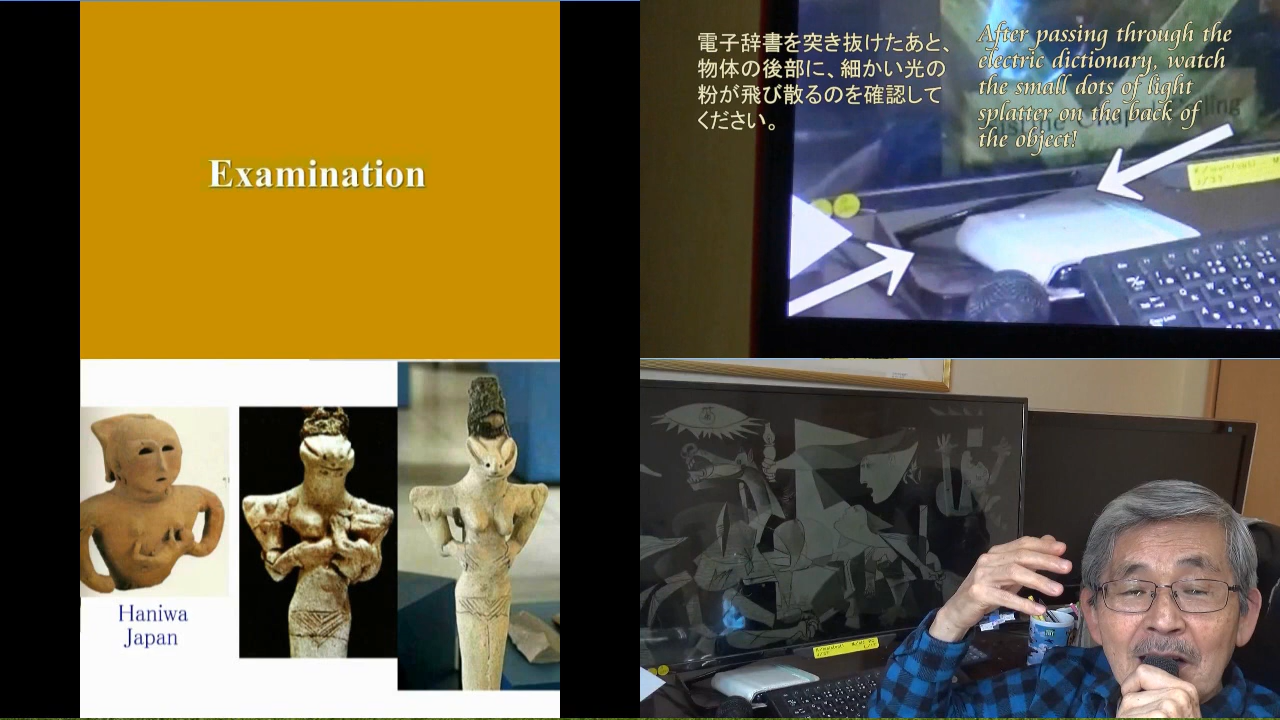 Examination
電子辞書を突き抜けたあと、
物体の後部に、細かい光の
粉が飛び散るのを確認して
ください。
After passing through the
electric dictionary, watch
the small dots of light
splatter on the back of
the object!
Haniwa
Japan